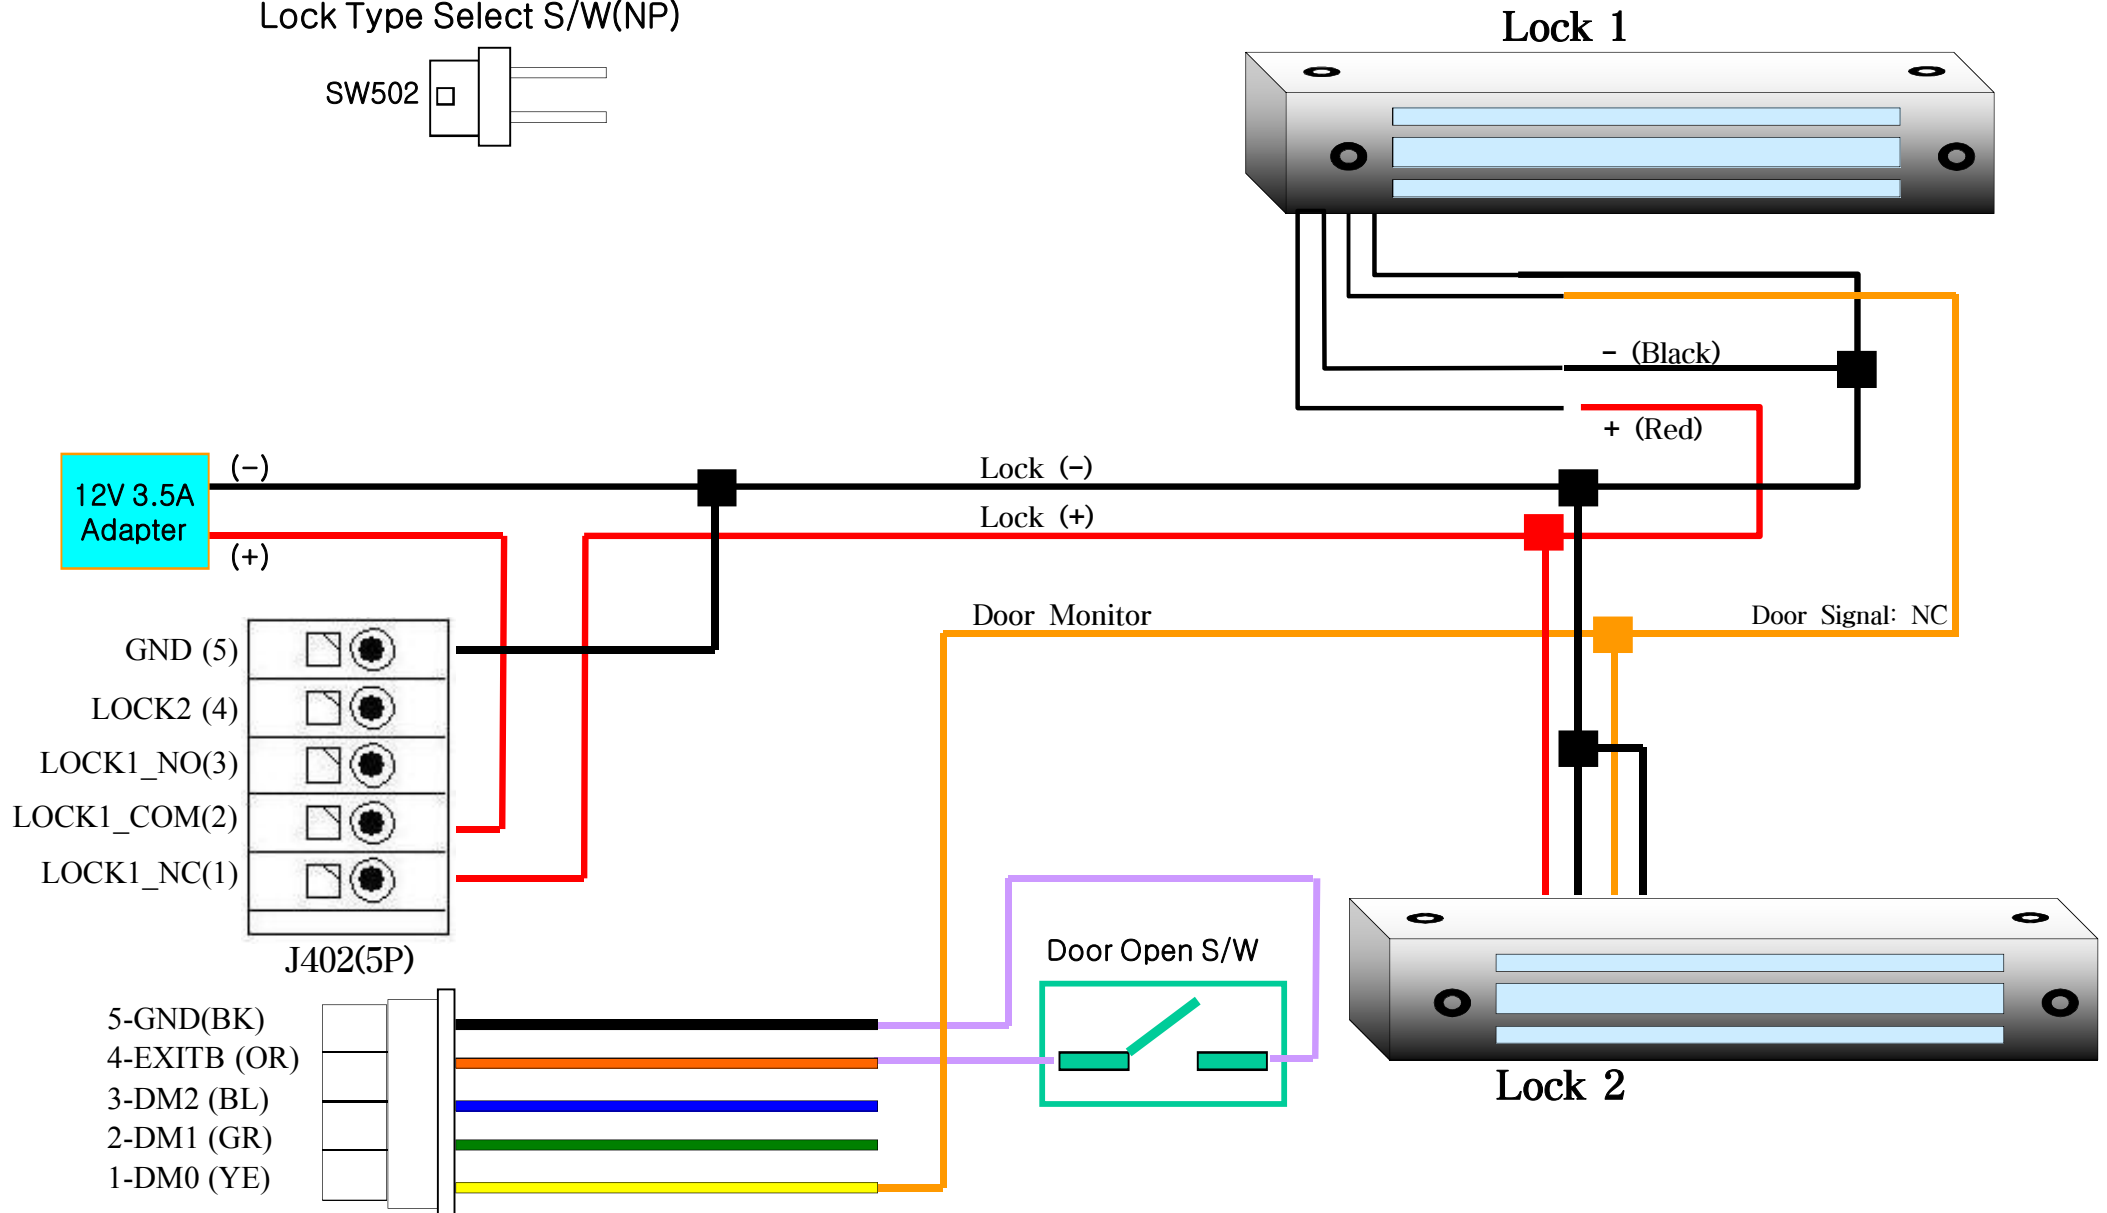 Lock Type Select S/W(NP)
SW502
Lock 1
- (Black)
+ (Red)
(-)
12V 3.5A
Adapter
(+)
Lock (-)
Lock (+)
Door Monitor
Door Signal: NC
GND (5)
LOCK2 (4)
LOCK1_NO(3)
LOCK1_COM(2)
LOCK1_NC(1)
J402(5P)
Door Open S/W
5-GND(BK)
4-EXITB (OR)
3-DM2 (BL)
2-DM1 (GR)
1-DM0 (YE)
Lock 2